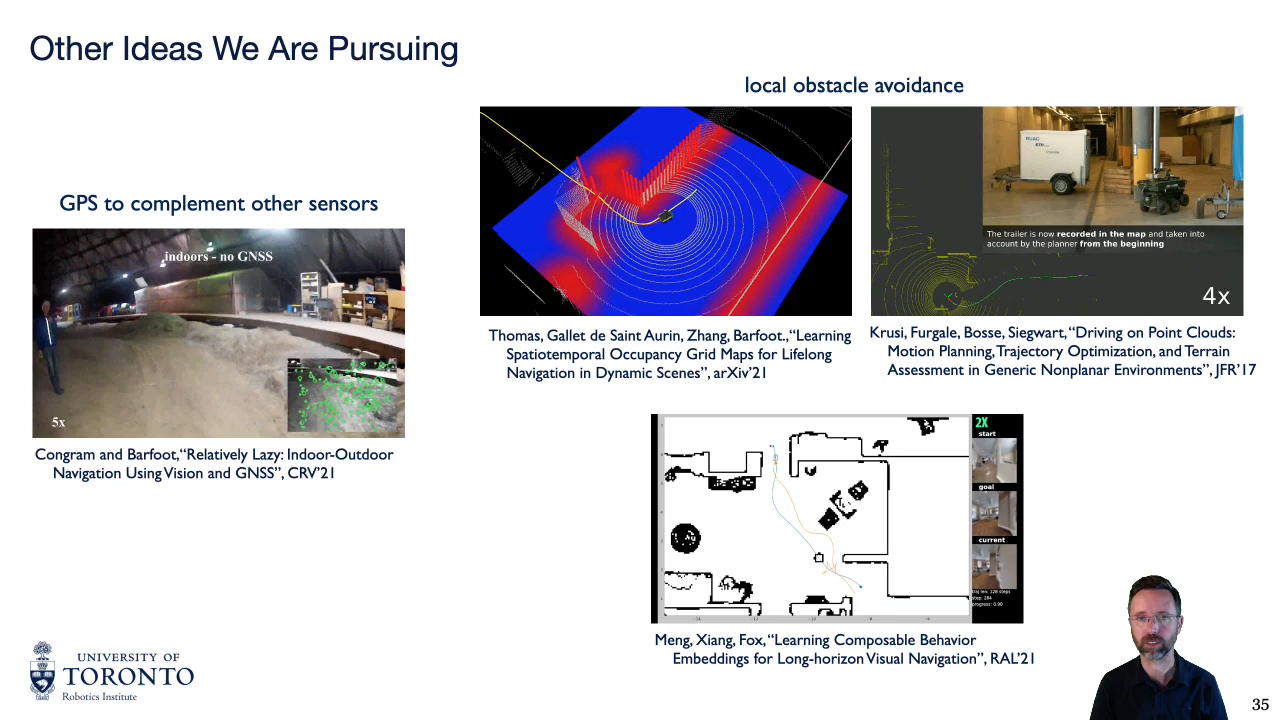 Other Ideas We Are Pursuing
local obstacle avoidance
GPS to complement other sensors
indoors - no GNSS
5x
Congram and Barfoot, “Relatively Lazy: Indoor-Outdoor
Navigation Using Vision and GNSS”, CRV’21
Thomas, Gallet de Saint Aurin, Zhang, Barfoot., “Learning
Spatiotemporal Occupancy Grid Maps for Lifelong
Navigation in Dynamic Scenes”, arXiv’21
The trailer is now recorded in the map and taken into
account by the planner from the beginning
4x
Krusi, Furgale, Bosse, Siegwart, “Driving on Point Clouds:
Motion Planning, Trajectory Optimization, and Terrain
Assessment in Generic Nonplanar Environments”, JFR’17
2X
start
goal
current
step: 284
progress: 0.90
Meng, Xiang, Fox, “Learning Composable Behavior
Embeddings for Long-horizon Visual Navigation”, RAL’21
UNIVERSITY OF
TORONTO
Robotics Institute
35